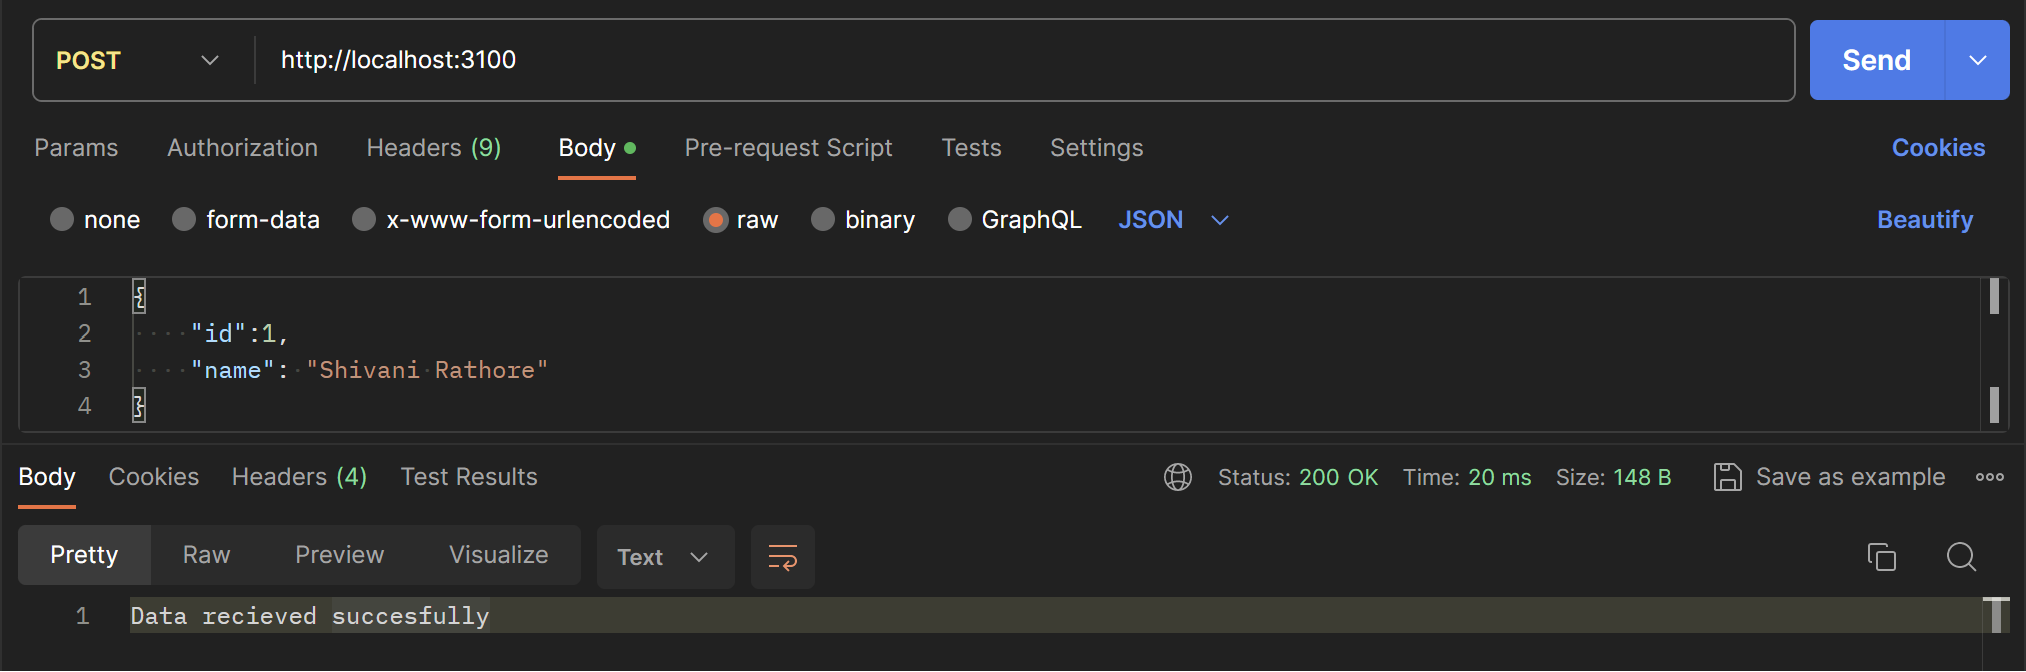 POST http://localhost:3100 Send
Params Authorization Headers (9) Body Pre-request Script Tests Settings Cookies
none form-data x-www-form-urlencoded raw binary GraphQL JSON Beautify
1 {
2 "id":1,
3 "name": "Shivani Rathore"
4 }
Body Cookies Headers (4) Test Results Status: 200 OK Time: 20 ms Size: 148 B Save as example
Pretty Raw Preview Visualize Text
1 Data recieved succesfully